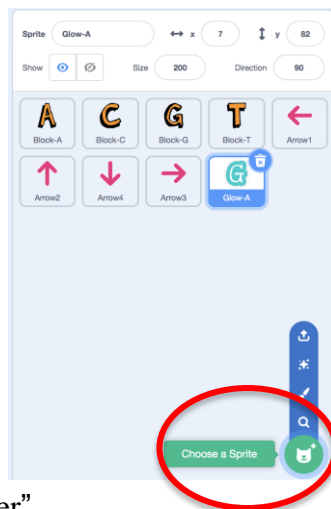 Sprite Glow-A x 7 y 82
Show Size 200 Direction 90
A C G T
Block-A Block-C Block-G Block-T Arrow1
G
Arrow2 Arrow4 Arrow3 Glow-A
Choose a Sprite
er”